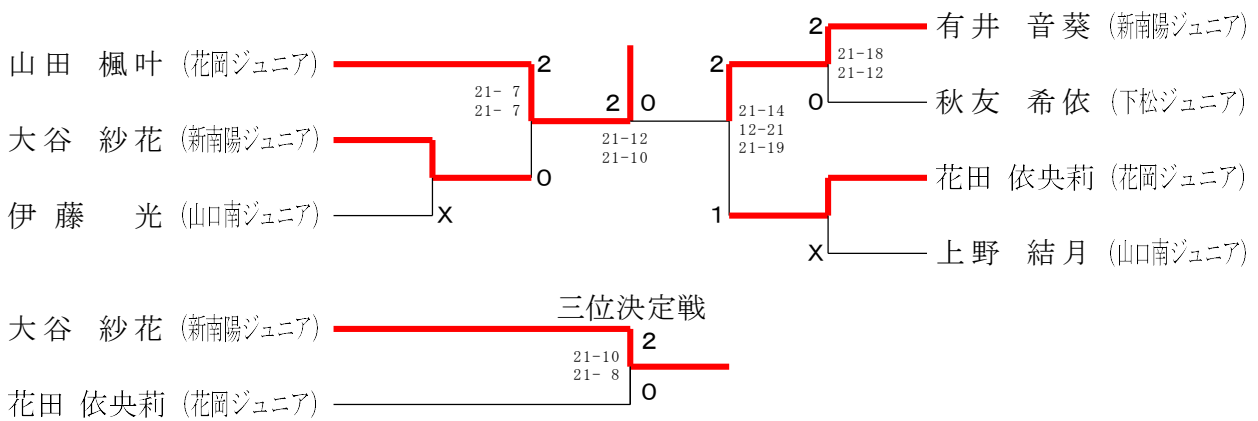 山田 楓叶 (花岡ジュニア)
大谷 紗花 (新南陽ジュニア)
伊藤 光 (山口南ジュニア)
2
21- 7
21- 7
0
X
2 0
21-12
21-10
2
21-14
12-21
21-19
1
2
21-18
21-12
0
X
有井 音葵 (新南陽ジュニア)
秋友 希依 (下松ジュニア)
花田 依央莉 (花岡ジュニア)
上野 結月 (山口南ジュニア)
三位決定戦
大谷 紗花 (新南陽ジュニア)
花田 依央莉 (花岡ジュニア)
2
21-10
21- 8
0